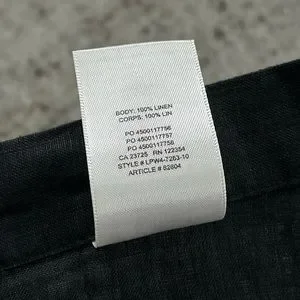 BODY: 100% LINEN
CORPS: 100% LIN
PO 4500117756
PO 4500117757
PO 4500117758
CA 23725 RN 122354
STYLE # LPW4-7263-10
ARTICLE # 62604